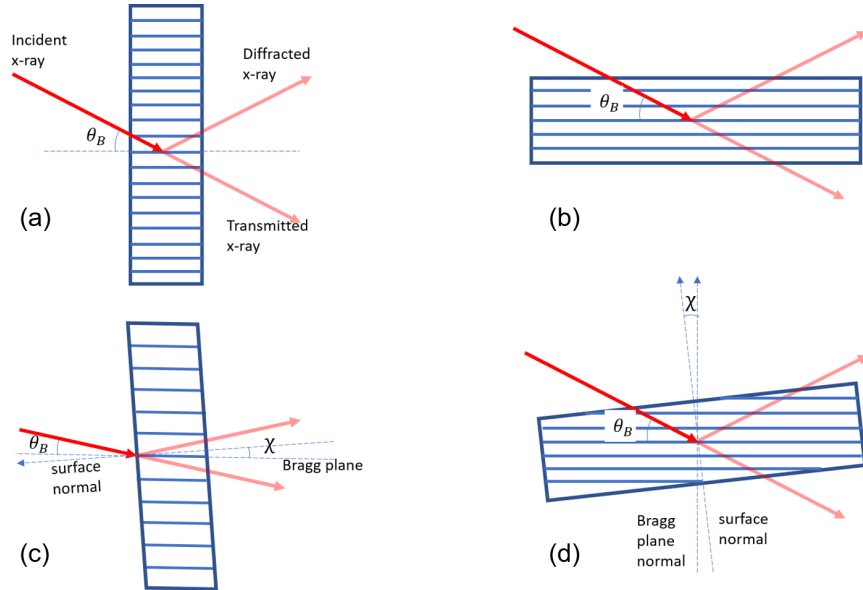 Incident
x-ray
Diffracted
x-ray
θ_B
Transmitted
x-ray
(a)
θ_B
(b)
θ_B
surface
normal
χ
Bragg plane
(c)
χ
θ_B
Bragg
plane
normal
surface
normal
(d)